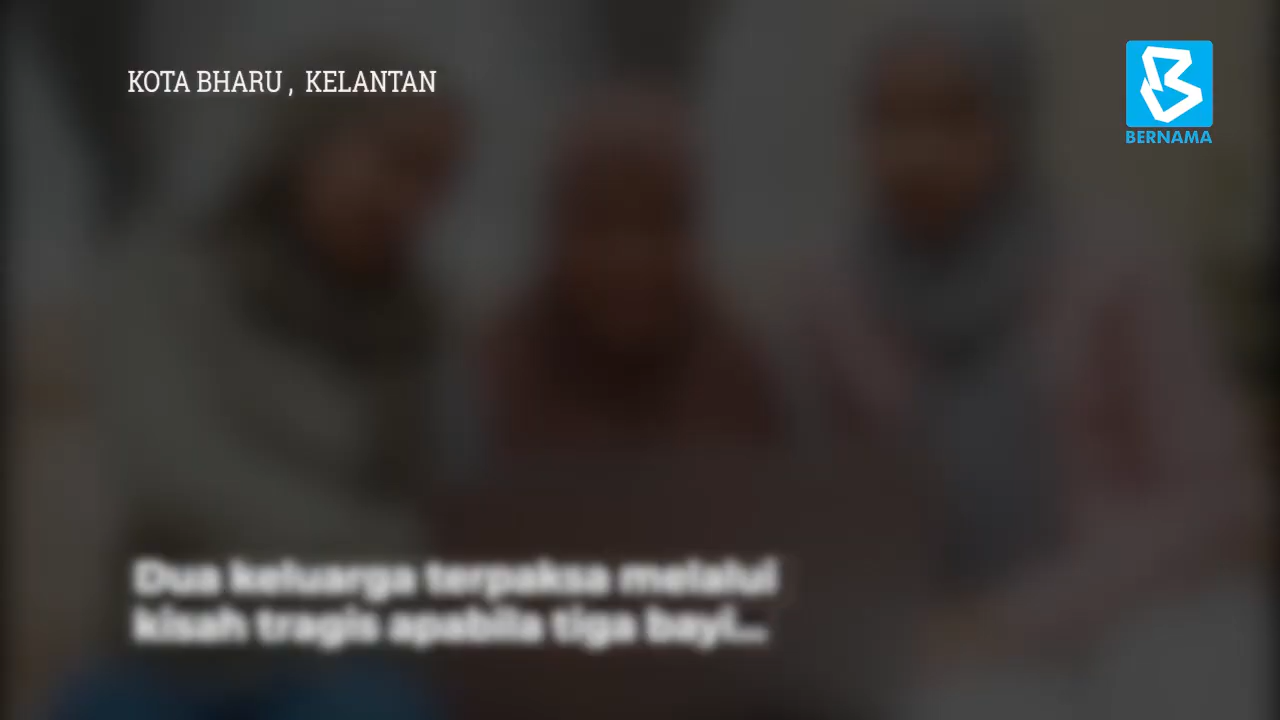 KOTA BHARU , KELANTAN
BERNAMA
Dua keluarga terpaksa melalui
kisah tragis apabila tiga bayi...